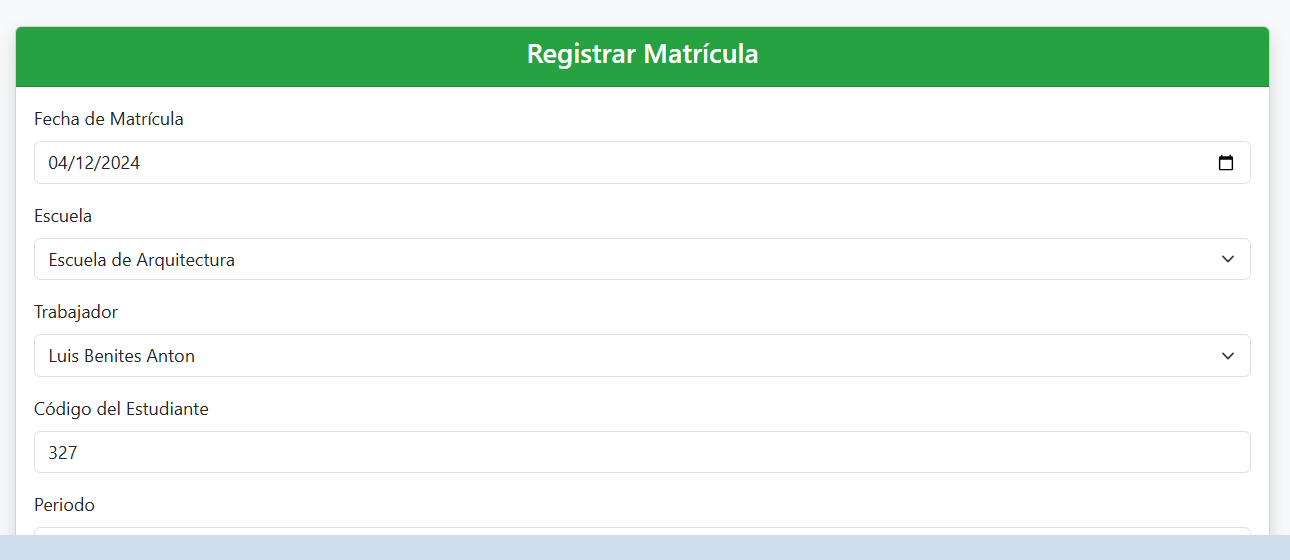 Registrar Matrícula
Fecha de Matrícula
04/12/2024
Escuela
Escuela de Arquitectura
Trabajador
Luis Benites Anton
Código del Estudiante
327
Periodo